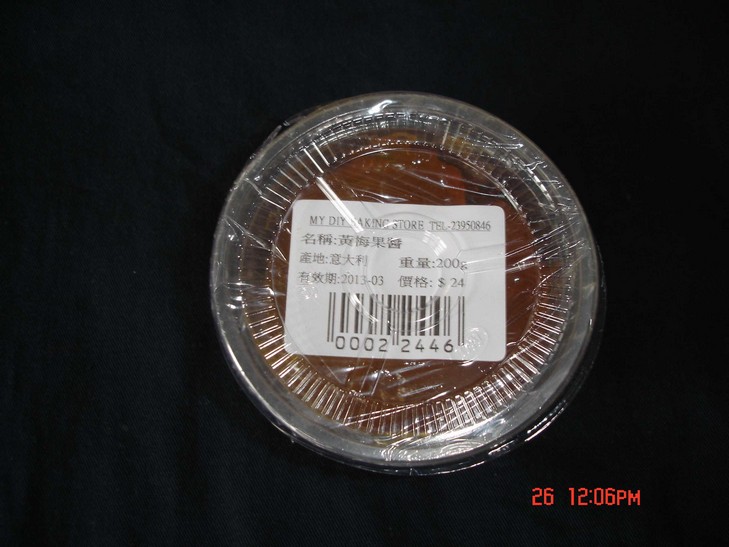 MY DIY BAKING STORE TEL-23950846
名稱:黃梅果醬
產地:意大利 重量:200g
有效期:2013-03 價格: $ 24
0002 2446
26 12:06PM